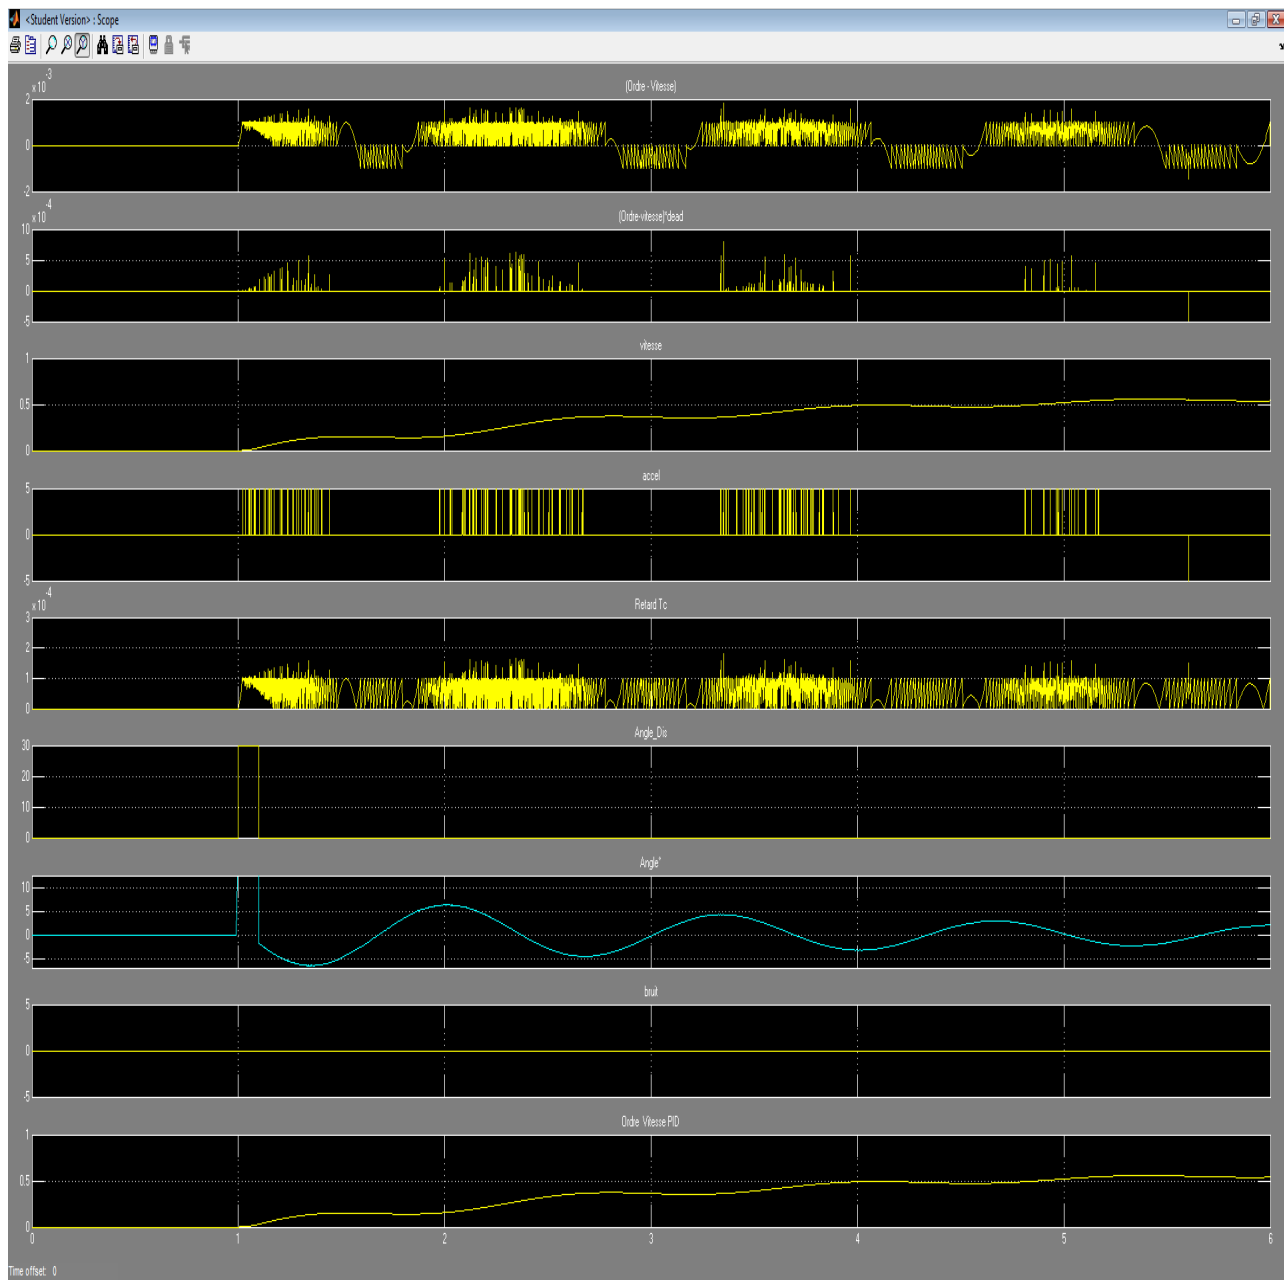 <Student Version> : Scope
x 10 -3
(Ordre - Vitesse)
2
0
-2
x 10 -4
(Ordre-vitesse)*dead
10
5
0
-5
vitesse
1
0.5
0
accel
5
0
-5
x 10 -4
Retard Tc
3
2
1
0
Angle_Dis
30
20
10
0
Angle"
10
5
0
-5
bruit
5
0
-5
Ordre Vitesse PID
1
0.5
0
0 1 2 3 4 5 6
Time offset: 0